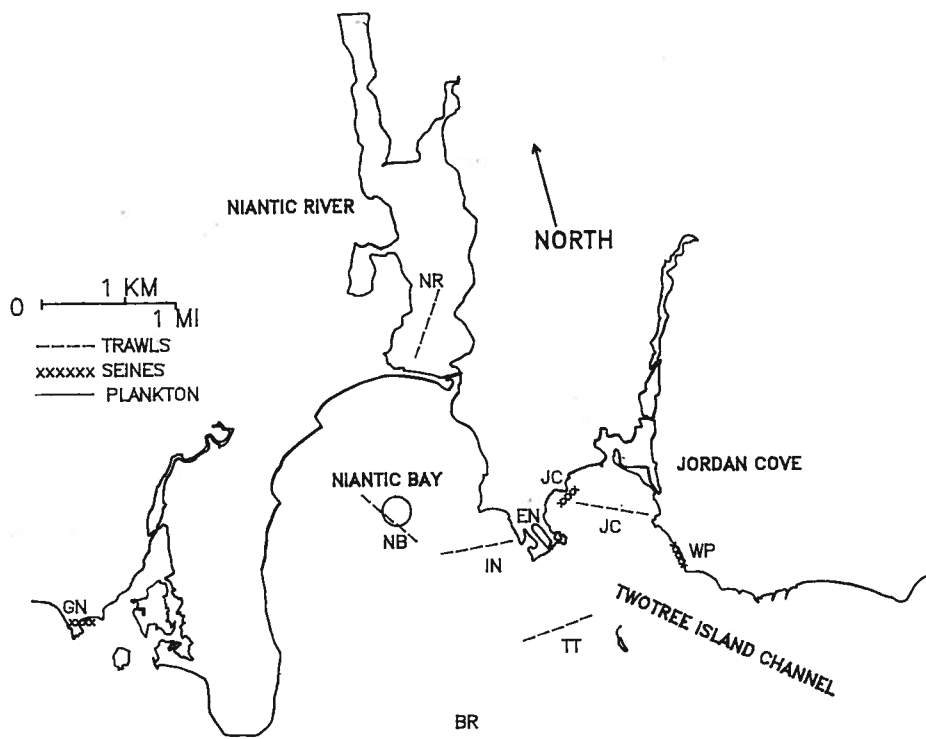 NIANTIC RIVER
NORTH
NR
0
1 KM
1 MI
TRAWLS
xxxxxx SEINES
PLANKTON
NIANTIC BAY
NB
IN
EN
JC
JC
JORDAN COVE
WP
GN
TT
TWOTREE ISLAND CHANNEL
BR